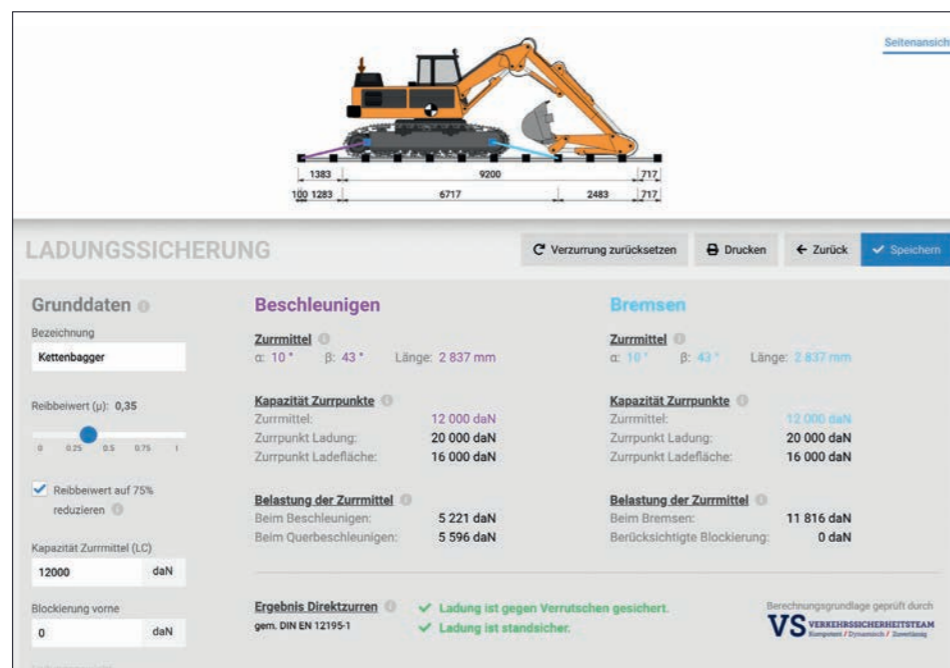 Seitenansich
1383 9200 717
100 1283 6717 2483 717
LADUNGSSICHERUNG
Verzurrung zurücksetzen
Drucken
Zurück
Speichern
Grunddaten
Bezeichnung
Kettenbagger
Reibbeiwert (μ): 0,35
0 0.25 0.5 0.75 1
Reibbeiwert auf 75%
reduzieren
Kapazität Zurrmittel (LC)
12000 daN
Blockierung vorne
0 daN
Beschleunigen
Zurrmittel
α: 10 ° β: 43 ° Länge: 2 837 mm
Kapazität Zurrpunkte
Zurrmittel: 12 000 daN
Zurrpunkt Ladung: 20 000 daN
Zurrpunkt Ladefläche: 16 000 daN
Belastung der Zurrmittel
Beim Beschleunigen: 5 221 daN
Beim Querbeschleunigen: 5 596 daN
Bremsen
Zurrmittel
α: 10 ° β: 43 ° Länge: 2 837 mm
Kapazität Zurrpunkte
Zurrmittel: 12 000 daN
Zurrpunkt Ladung: 20 000 daN
Zurrpunkt Ladefläche: 16 000 daN
Belastung der Zurrmittel
Beim Bremsen: 11 816 daN
Berücksichtigte Blockierung: 0 daN
Ergebnis Direktzurren
gem. DIN EN 12195-1
Ladung ist gegen Verrutschen gesichert.
Ladung ist standsicher.
Berechnungsgrundlage geprüft durch
VS VERKEHRSSICHERHEITSTEAM
Kompetent / Dynamisch / Zuverlässig